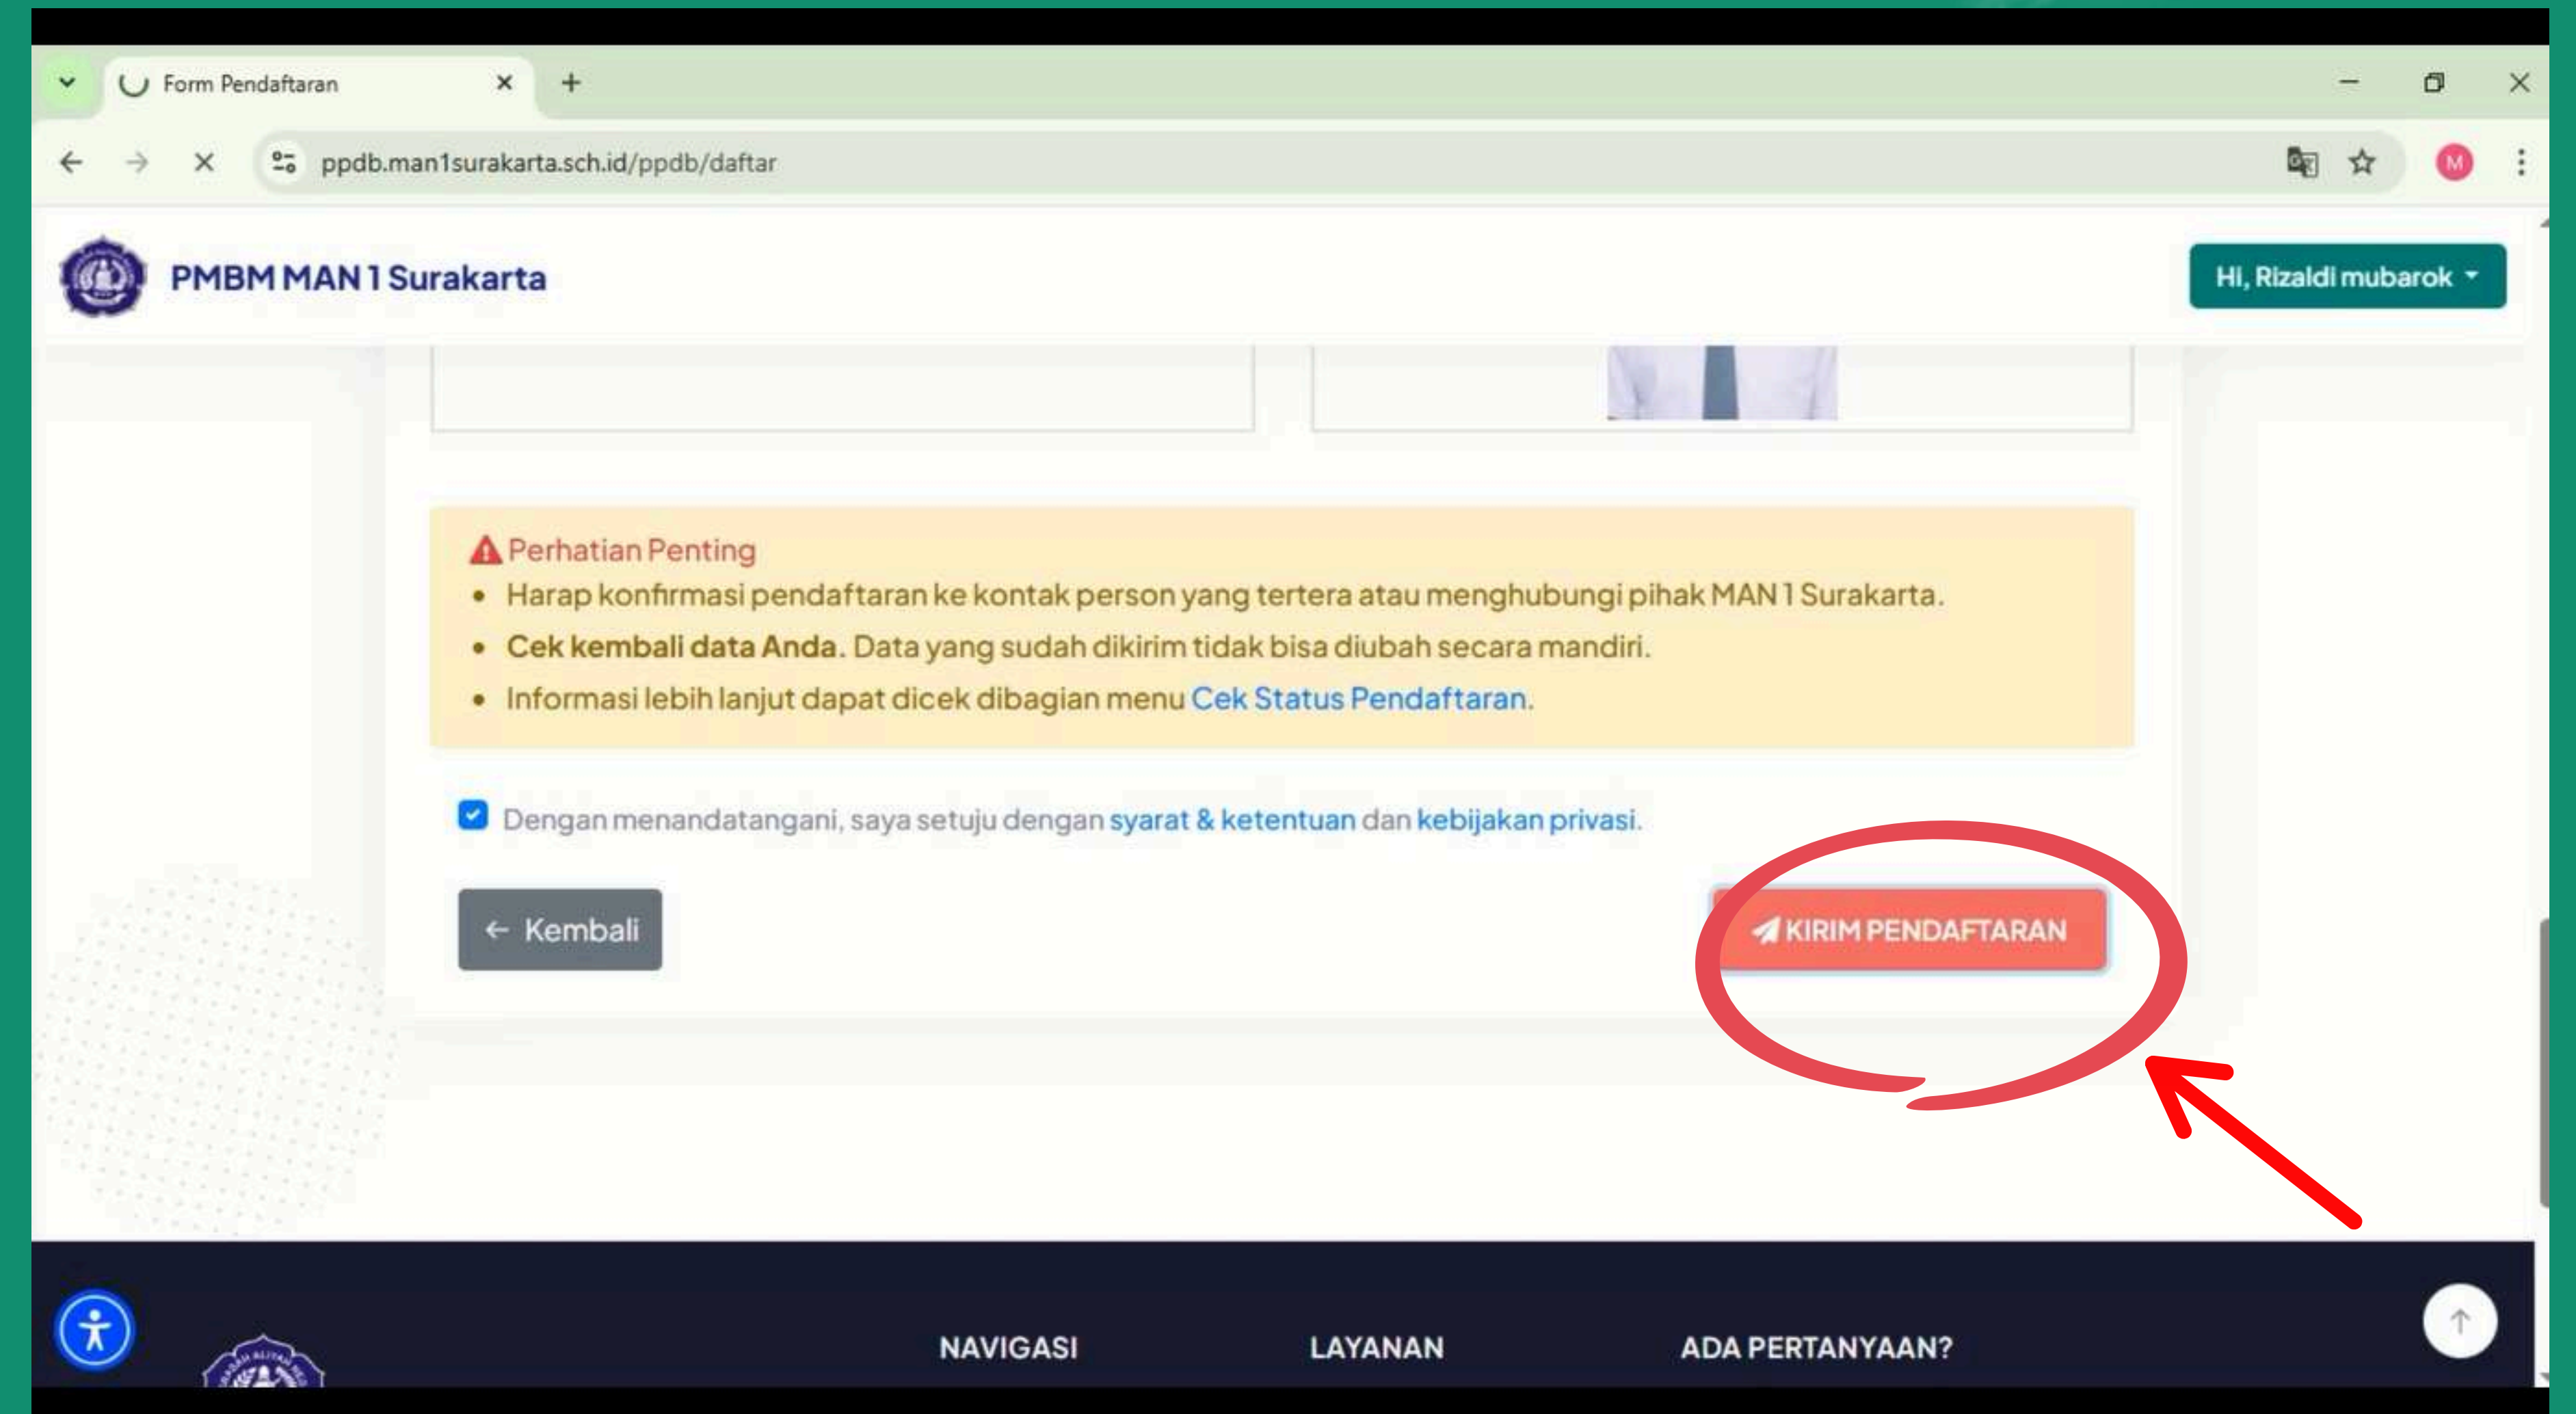 Form Pendaftaran
ppdb.man1surakarta.sch.id/ppdb/daftar
M
PMBM MAN 1 Surakarta
Hi, Rizaldi mubarok
Perhatian Penting
• Harap konfirmasi pendaftaran ke kontak person yang tertera atau menghubungi pihak MAN 1 Surakarta.
• Cek kembali data Anda. Data yang sudah dikirim tidak bisa diubah secara mandiri.
• Informasi lebih lanjut dapat dicek dibagian menu Cek Status Pendaftaran.
Dengan menandatangani, saya setuju dengan syarat & ketentuan dan kebijakan privasi.
← Kembali
KIRIM PENDAFTARAN
NAVIGASI
LAYANAN
ADA PERTANYAAN?